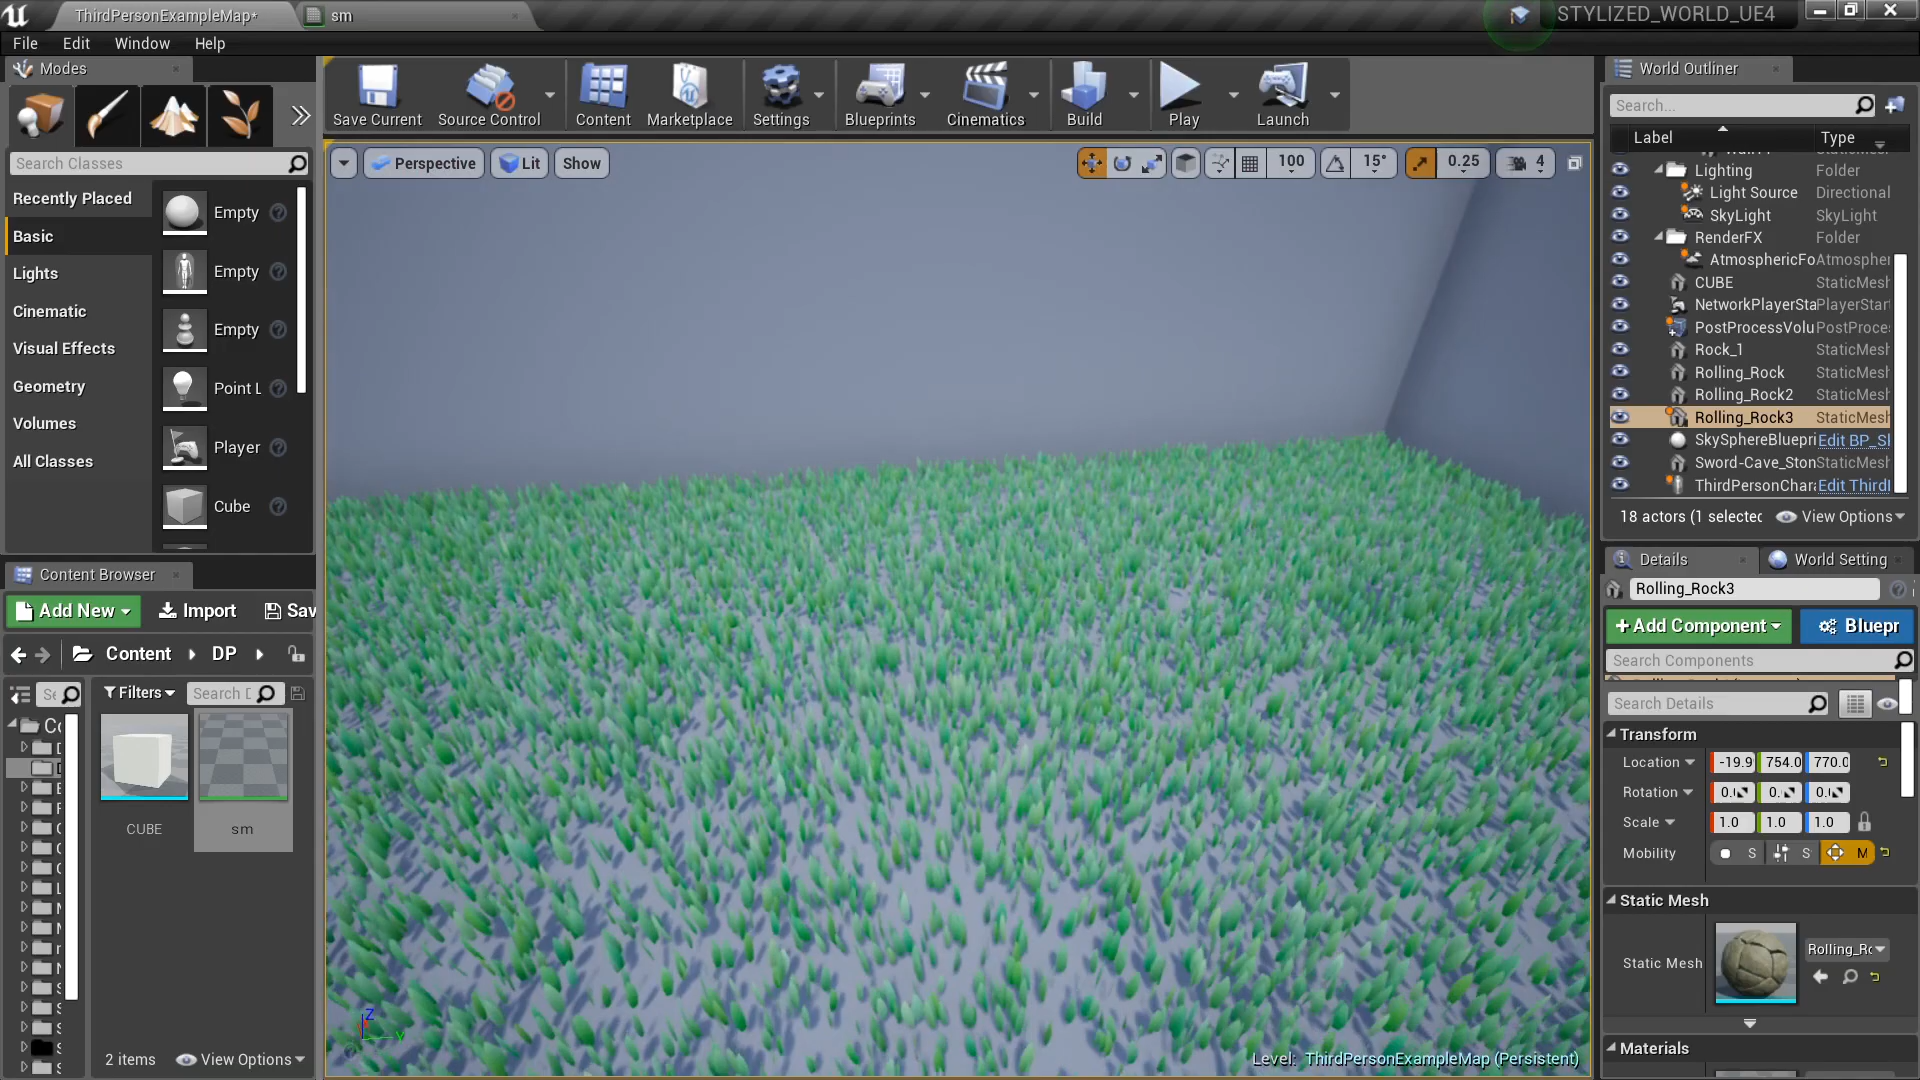 ThirdPersonExampleMap*
sm
STYLIZED_WORLD_UE4
File Edit Window Help
Modes
Search Classes
Recently Placed
Basic
Lights
Cinematic
Visual Effects
Geometry
Volumes
All Classes
Empty
Empty
Empty
Point L
Player
Cube
Save Current
Source Control
Content
Marketplace
Settings
Blueprints
Cinematics
Build
Play
Launch
Perspective
Lit
Show
100
15°
0.25
4
Level: ThirdPersonExampleMap (Persistent)
Z
Y
Content Browser
Add New
Import
Sav
Content
DP
Filters
CUBE
sm
2 items
View Options
World Outliner
Search...
Label Type
Lighting Folder
Light Source Directional
SkyLight SkyLight
RenderFX Folder
AtmosphericFo Atmospher
CUBE StaticMesh
NetworkPlayerSta PlayerStart
PostProcessVolu PostProce
Rock_1 StaticMesh
Rolling_Rock StaticMesh
Rolling_Rock2 StaticMesh
Rolling_Rock3 StaticMesh
SkySphereBluepri Edit BP_Sk
Sword-Cave_Ston StaticMesh
ThirdPersonChar Edit Third
18 actors (1 selected
View Options
Details
World Setting
Rolling_Rock3
Add Component
Bluepr
Search Components
Search Details
Transform
Location -19.9 754.0 770.0
Rotation 0. 0. 0.
Scale 1.0 1.0 1.0
Mobility S S M
Static Mesh
Static Mesh
Rolling_Rc
Materials